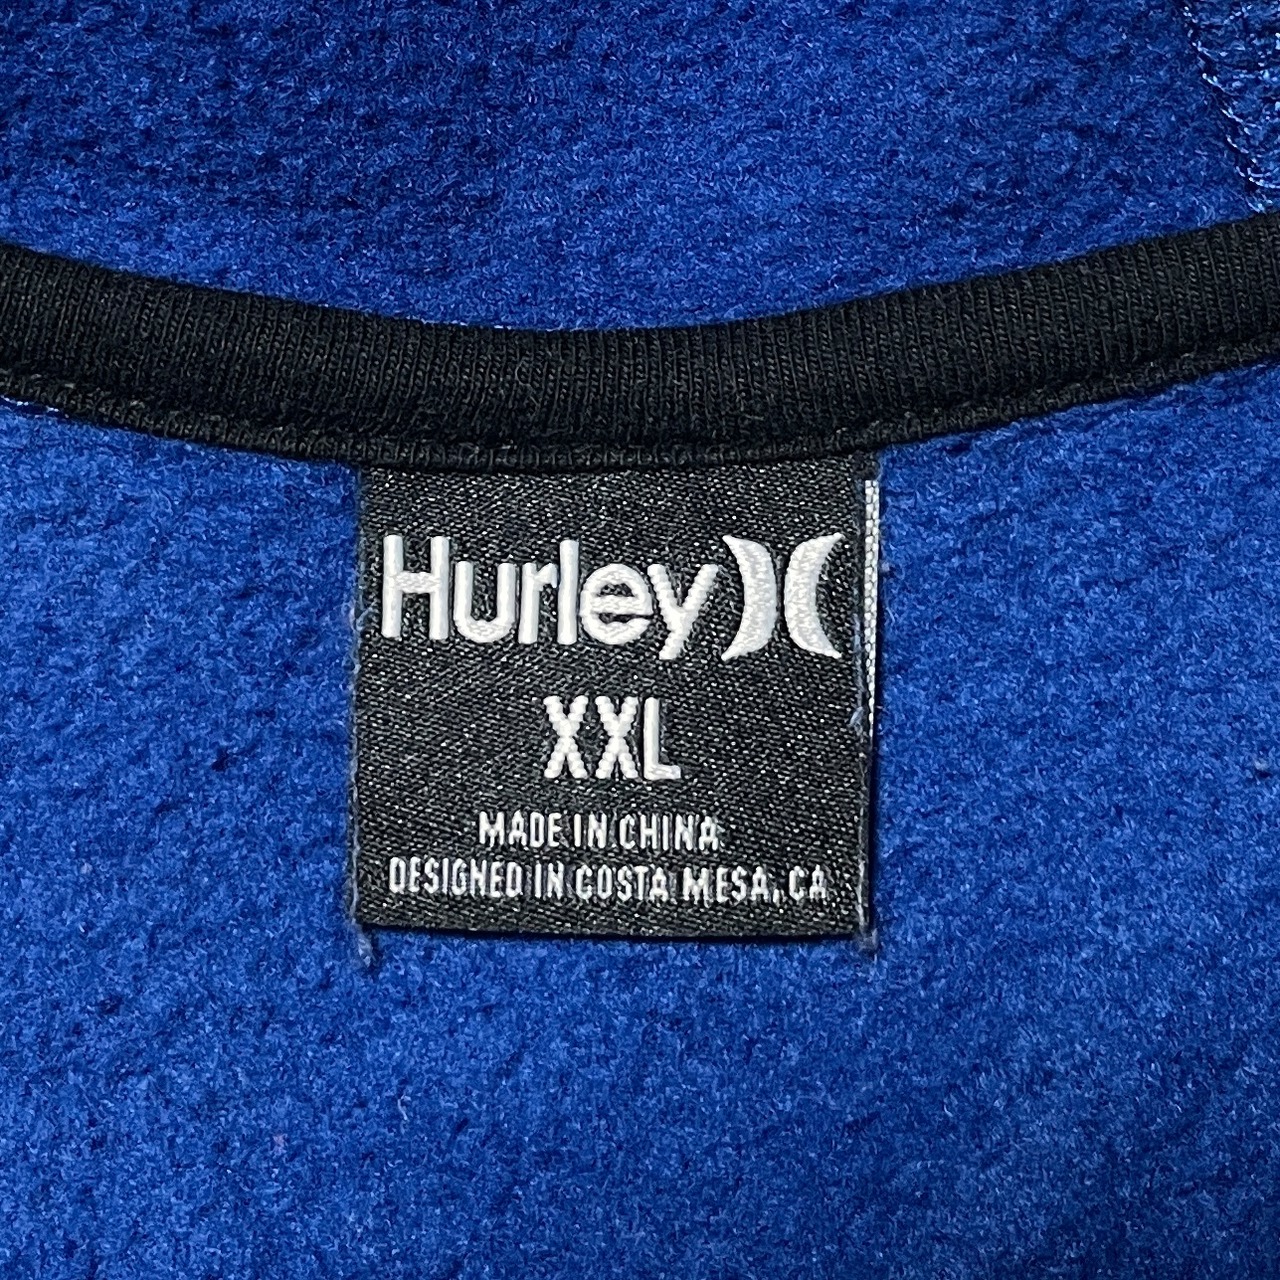 Hurley
XXL
MADE IN CHINA
DESIGNED IN COSTA MESA, CA